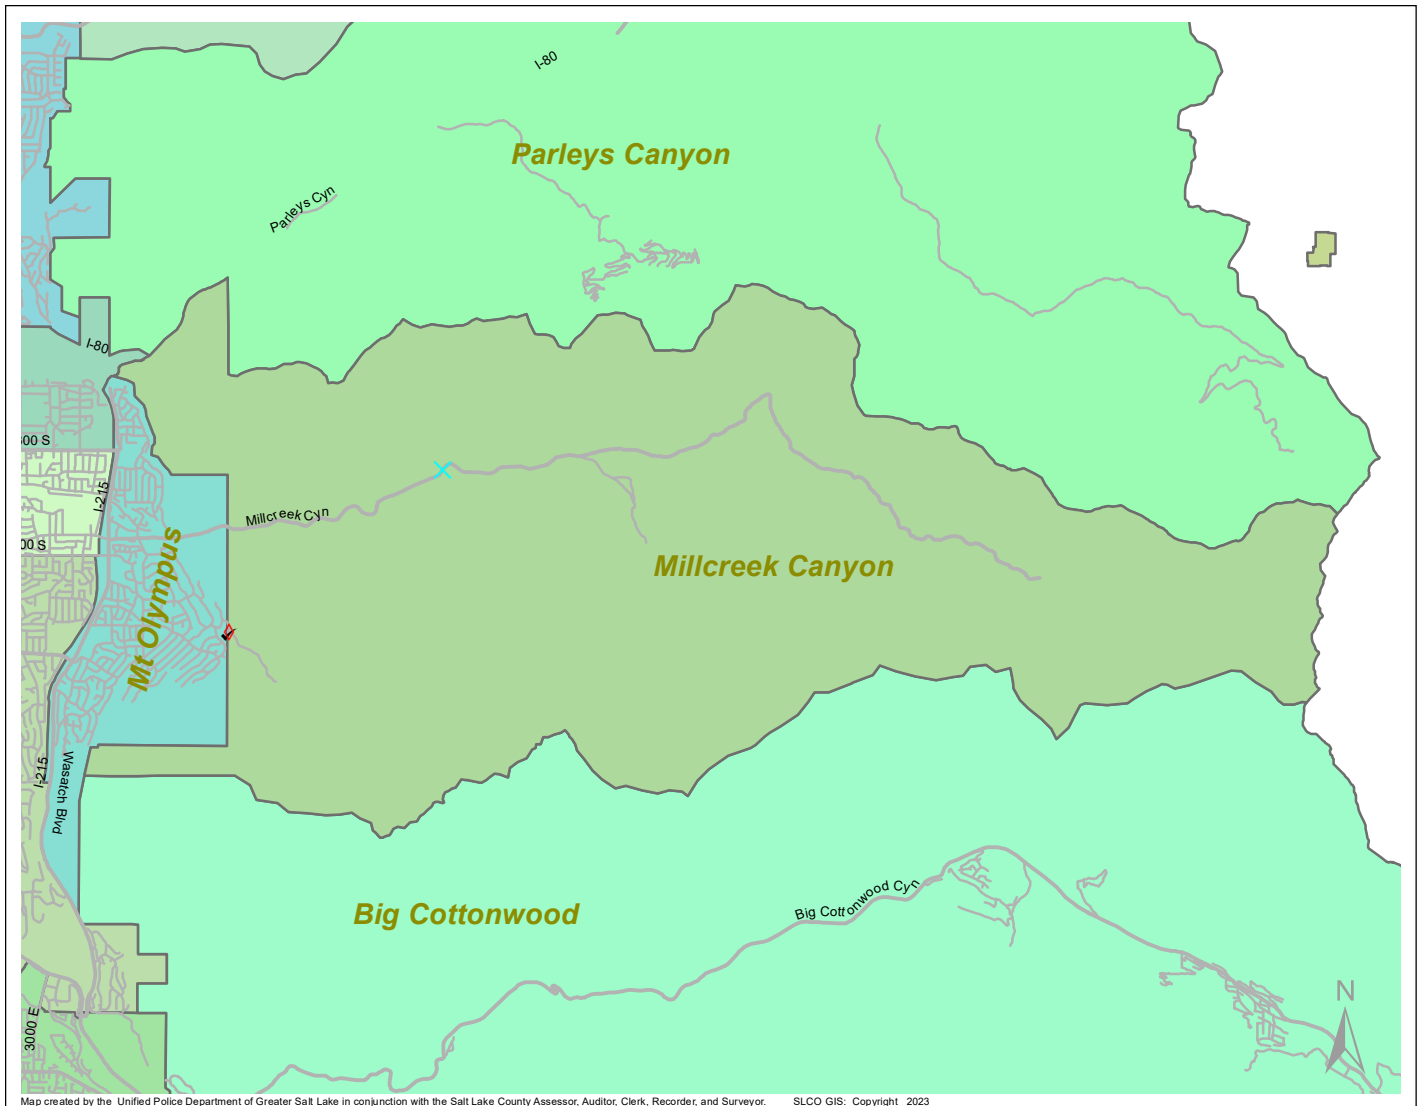 I-80
Parleys Canyon
Parleys Cyn
I-80
00 S
I-215
Millcreek Cyn
00 S
Mt Olympus
Millcreek Canyon
I-215
Wasatch Blvd
Big Cottonwood Cyn
Big Cottonwood
N
3000 E
Map created by the Unified Police Department of Greater Salt Lake in conjunction with the Salt Lake County Assessor, Auditor, Clerk, Recorder, and Surveyor. SLCO GIS: Copyright 2023